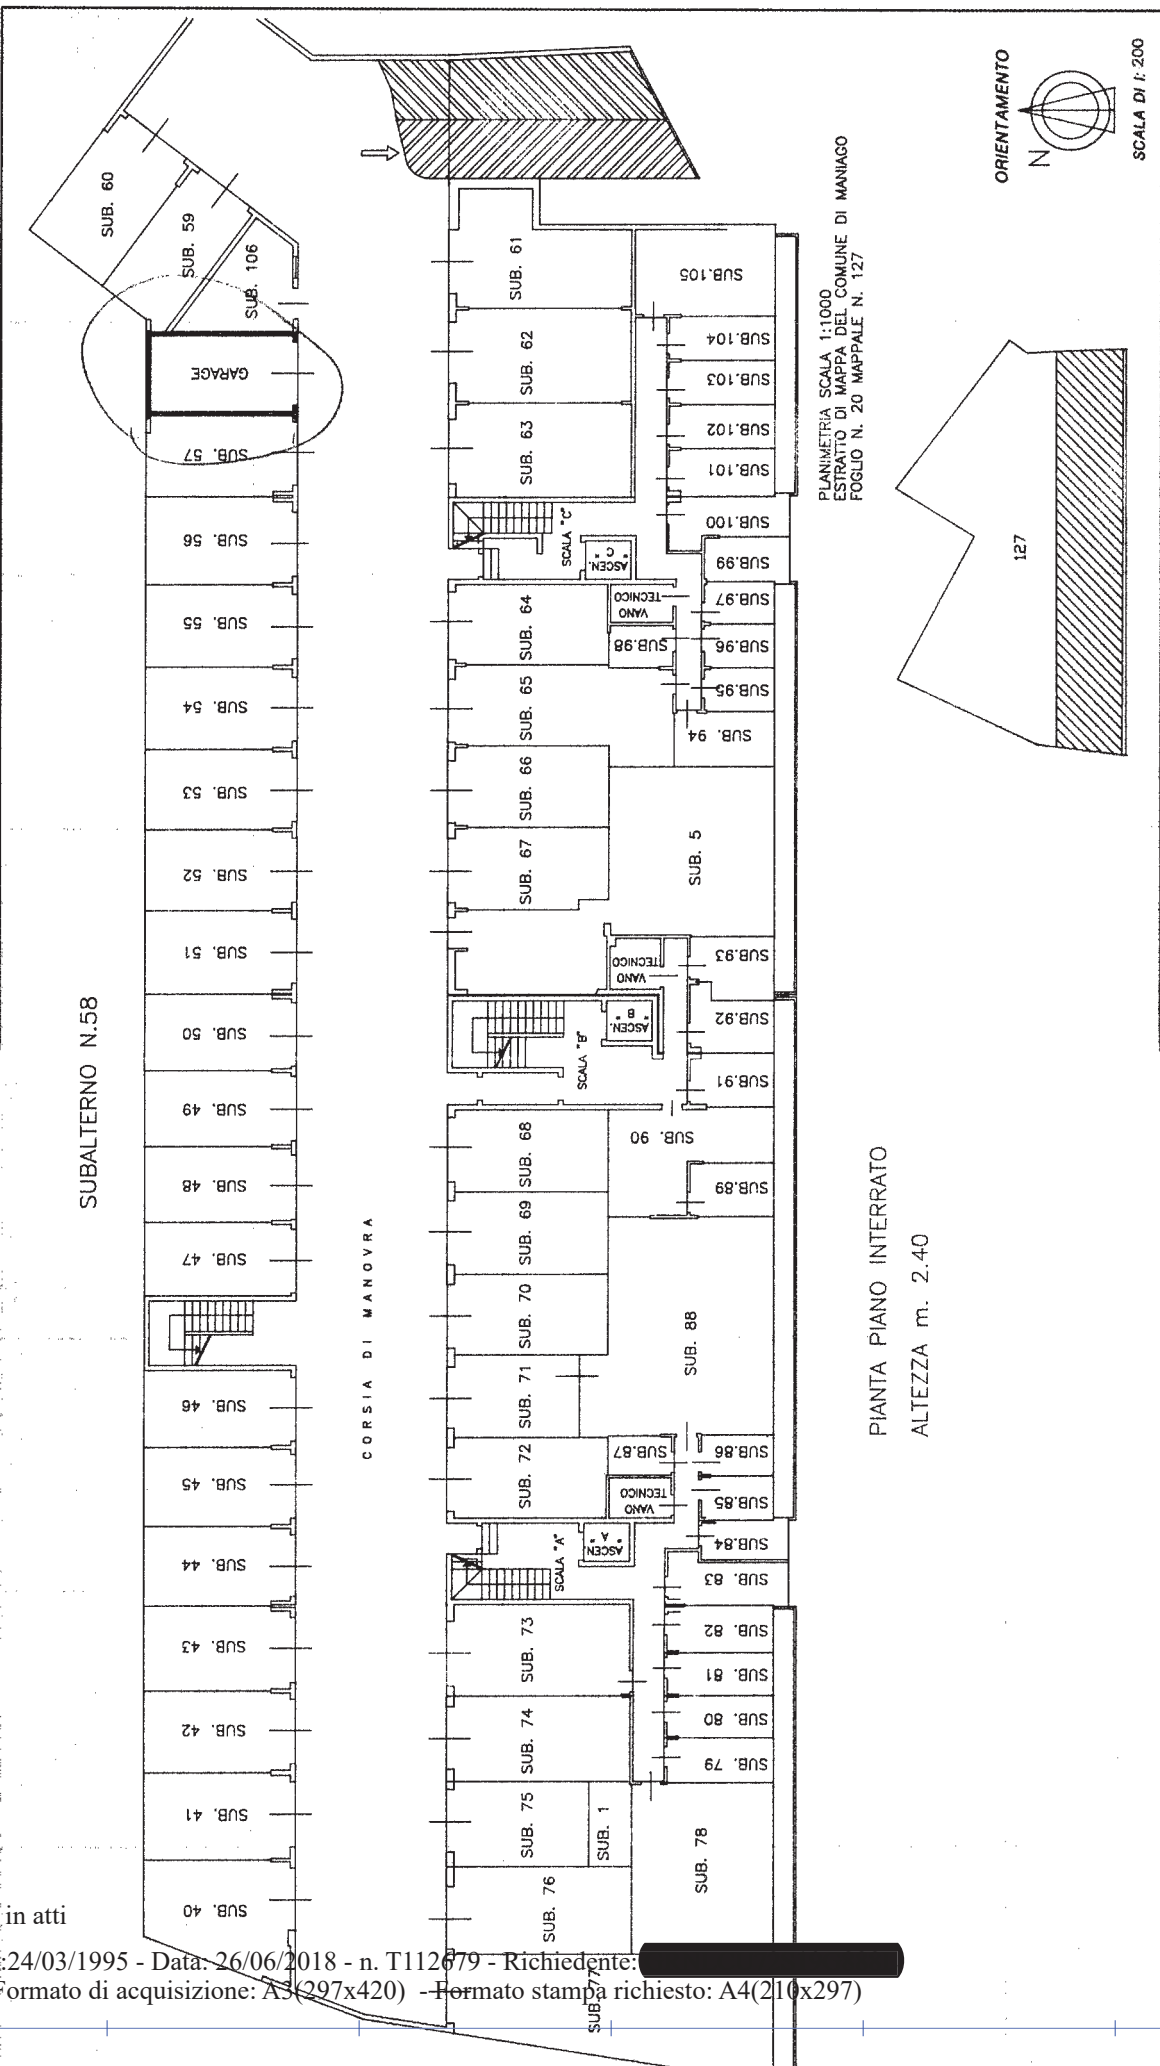 ORIENTAMENTO
N
SCALA DI 1: 200
SUB. 60
SUB. 59
SUB. 106
GARAGE
SUB. 57
SUB. 56
SUB. 55
SUB. 54
SUB. 53
SUB. 52
SUB. 51
SUB. 50
SUB. 49
SUB. 48
SUB. 47
SUB. 46
SUB. 45
SUB. 44
SUB. 43
SUB. 42
SUB. 41
SUB. 40
SUBALTERNO N.58
CORSIA DI MANOVRA
SUB. 61
SUB. 62
SUB. 63
SCALA "C"
ASCEN.
" C "
VANO
TECNICO
SUB. 64
SUB.98
SUB. 65
SUB. 66
SUB. 67
SUB. 5
VANO
TECNICO
ASCEN.
" B "
SCALA "B"
SUB. 68
SUB. 69
SUB. 70
SUB. 71
SUB. 72
SUB. 88
SUB.87
VANO
TECNICO
ASCEN.
" A "
SCALA "A"
SUB. 73
SUB. 74
SUB. 75
SUB. 1
SUB. 76
SUB. 77
SUB. 78
SUB.105
SUB.104
SUB.103
SUB.102
SUB.101
SUB.100
SUB.99
SUB.97
SUB.96
SUB.95
SUB. 94
SUB.93
SUB.92
SUB.91
SUB. 90
SUB.89
SUB.86
SUB.85
SUB.84
SUB. 83
SUB. 82
SUB. 81
SUB. 80
SUB. 79
PLANIMETRIA SCALA 1:1000
ESTRATTO DI MAPPA DEL COMUNE DI MANIAGO
FOGLIO N. 20 MAPPALE N. 127
127
PIANTA PIANO INTERRATO
ALTEZZA m. 2.40
in atti
:24/03/1995 - Data: 26/06/2018 - n. T112679 - Richiedente:
Formato di acquisizione: A3(297x420) - Formato stampa richiesto: A4(210x297)